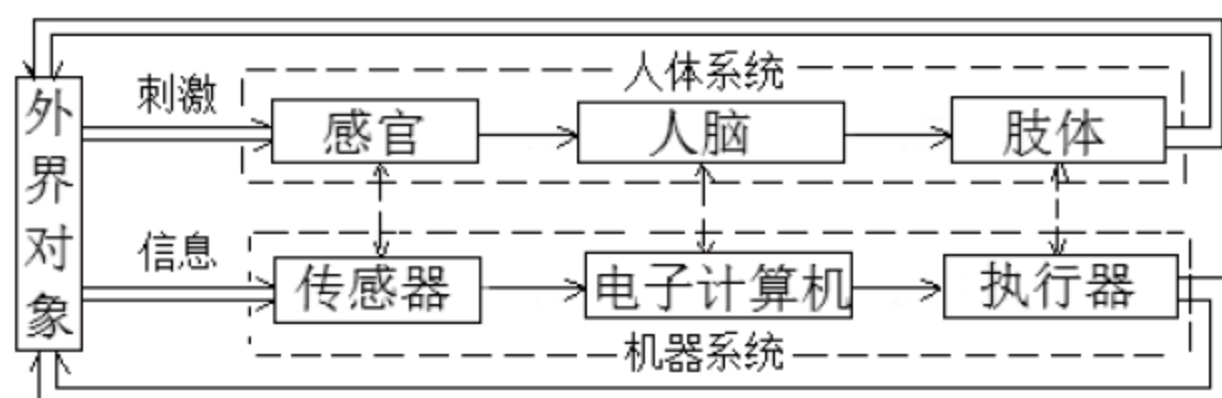 人体系统
刺激
外界对象
感官
人脑
肢体
信息
传感器
电子计算机
执行器
机器系统